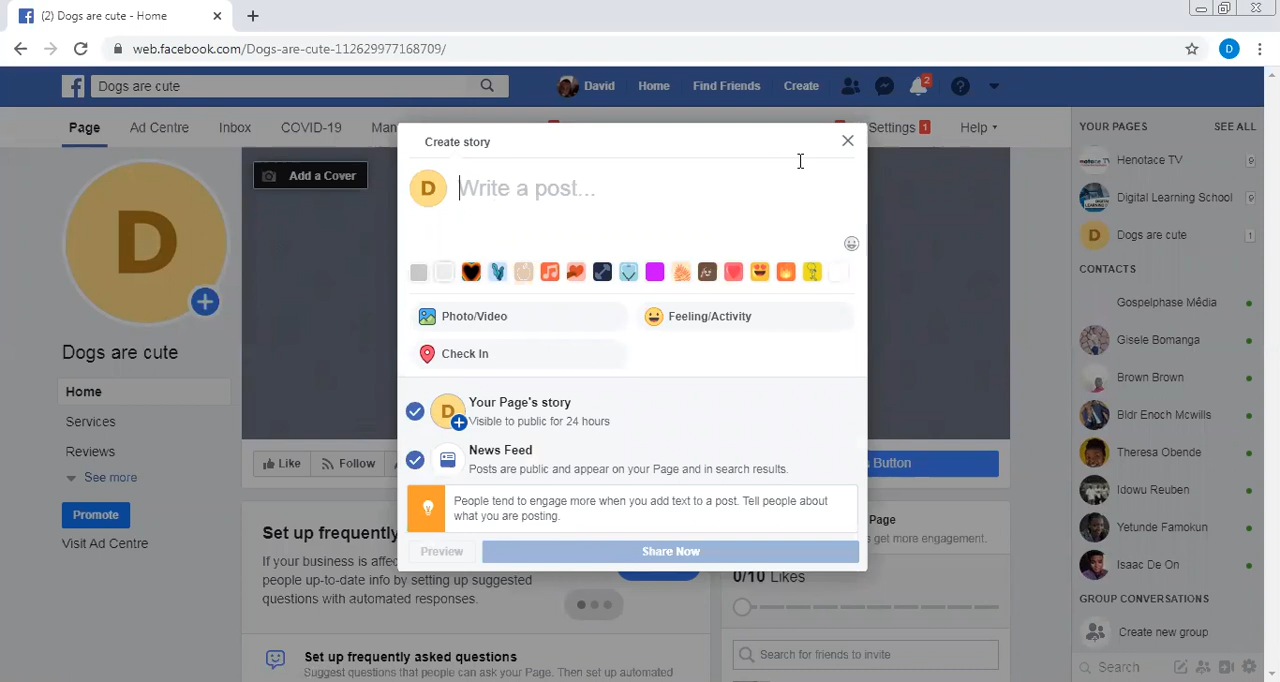 (2) Dogs are cute - Home
web.facebook.com/Dogs-are-cute-112629977168709/
D
Dogs are cute
David
Home
Find Friends
Create
2
Page
Ad Centre
Inbox
COVID-19
Man
Settings 1
Help
YOUR PAGES
SEE ALL
Add a Cover
D
Create story
D
Write a post...
Photo/Video
Feeling/Activity
Check In
D
Your Page's story
Visible to public for 24 hours
News Feed
Posts are public and appear on your Page and in search results.
People tend to engage more when you add text to a post. Tell people about
what you are posting.
Preview
Share Now
Dogs are cute
Home
Services
Reviews
See more
Promote
Visit Ad Centre
Like
Follow
Button
Set up frequently
If your business is affe
people up-to-date info by setting up suggested
questions with automated responses.
Set up frequently asked questions
Suggest questions that people can ask your Page. Then set up automated
Page
e get more engagement.
0/10 Likes
Search for friends to invite
Henotace TV
9
Digital Learning School
9
D
Dogs are cute
1
CONTACTS
Gospelphase Média
Gisele Bomanga
Brown Brown
Bldr Enoch Mcwills
Theresa Obende
Idowu Reuben
Yetunde Famokun
Isaac De On
GROUP CONVERSATIONS
Create new group
Search